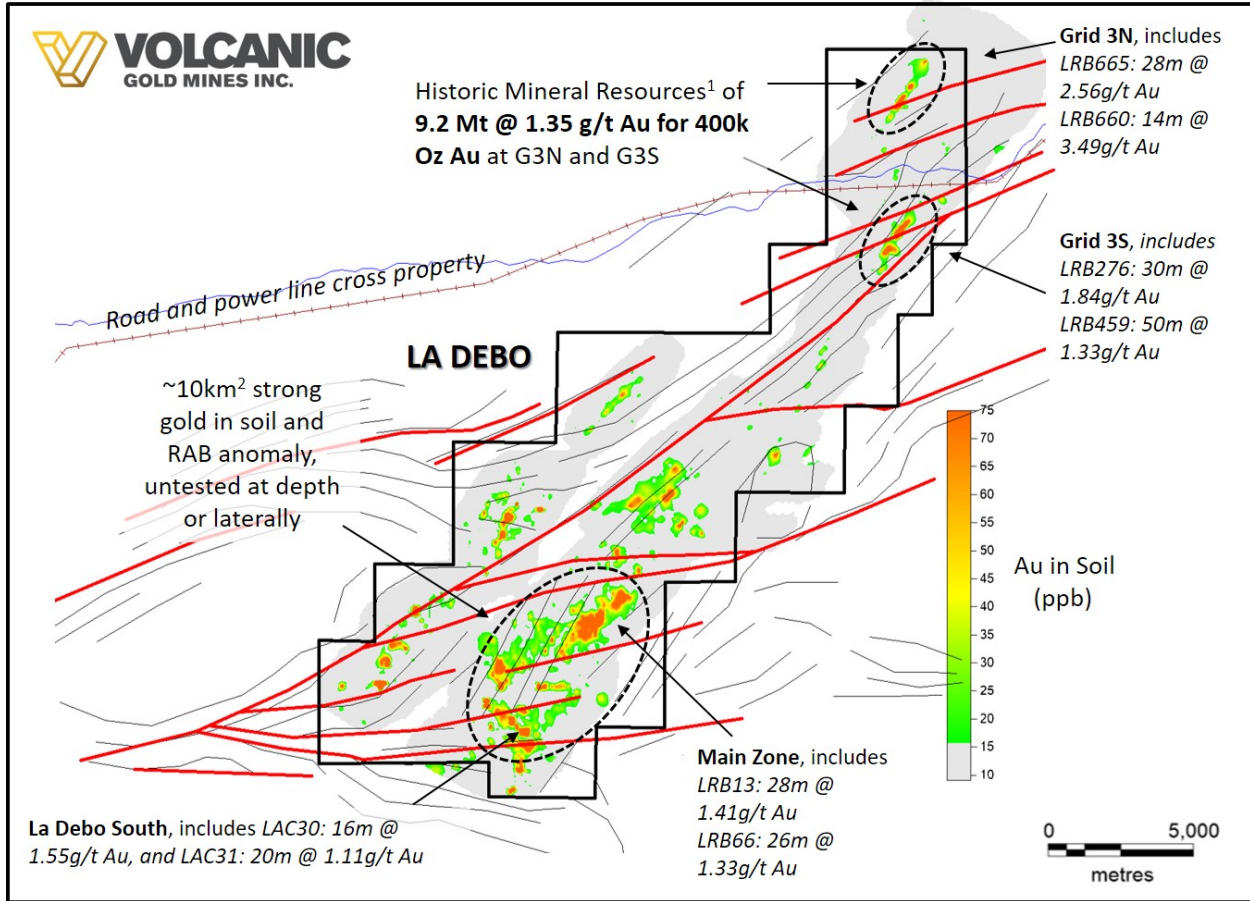 VOLCANIC
GOLD MINES INC.
Historic Mineral Resources¹ of
9.2 Mt @ 1.35 g/t Au for 400k
Oz Au at G3N and G3S
Grid 3N, includes
LRB665: 28m @
2.56g/t Au
LRB660: 14m @
3.49g/t Au
Grid 3S, includes
LRB276: 30m @
1.84g/t Au
LRB459: 50m @
1.33g/t Au
Road and power line cross property
LA DEBO
~10km² strong
gold in soil and
RAB anomaly,
untested at depth
or laterally
75
70
65
60
55
50
45
40
35
30
25
20
15
10
Au in Soil
(ppb)
Main Zone, includes
LRB13: 28m @
1.41g/t Au
LRB66: 26m @
1.33g/t Au
La Debo South, includes LAC30: 16m @
1.55g/t Au, and LAC31: 20m @ 1.11g/t Au
0 5,000
metres